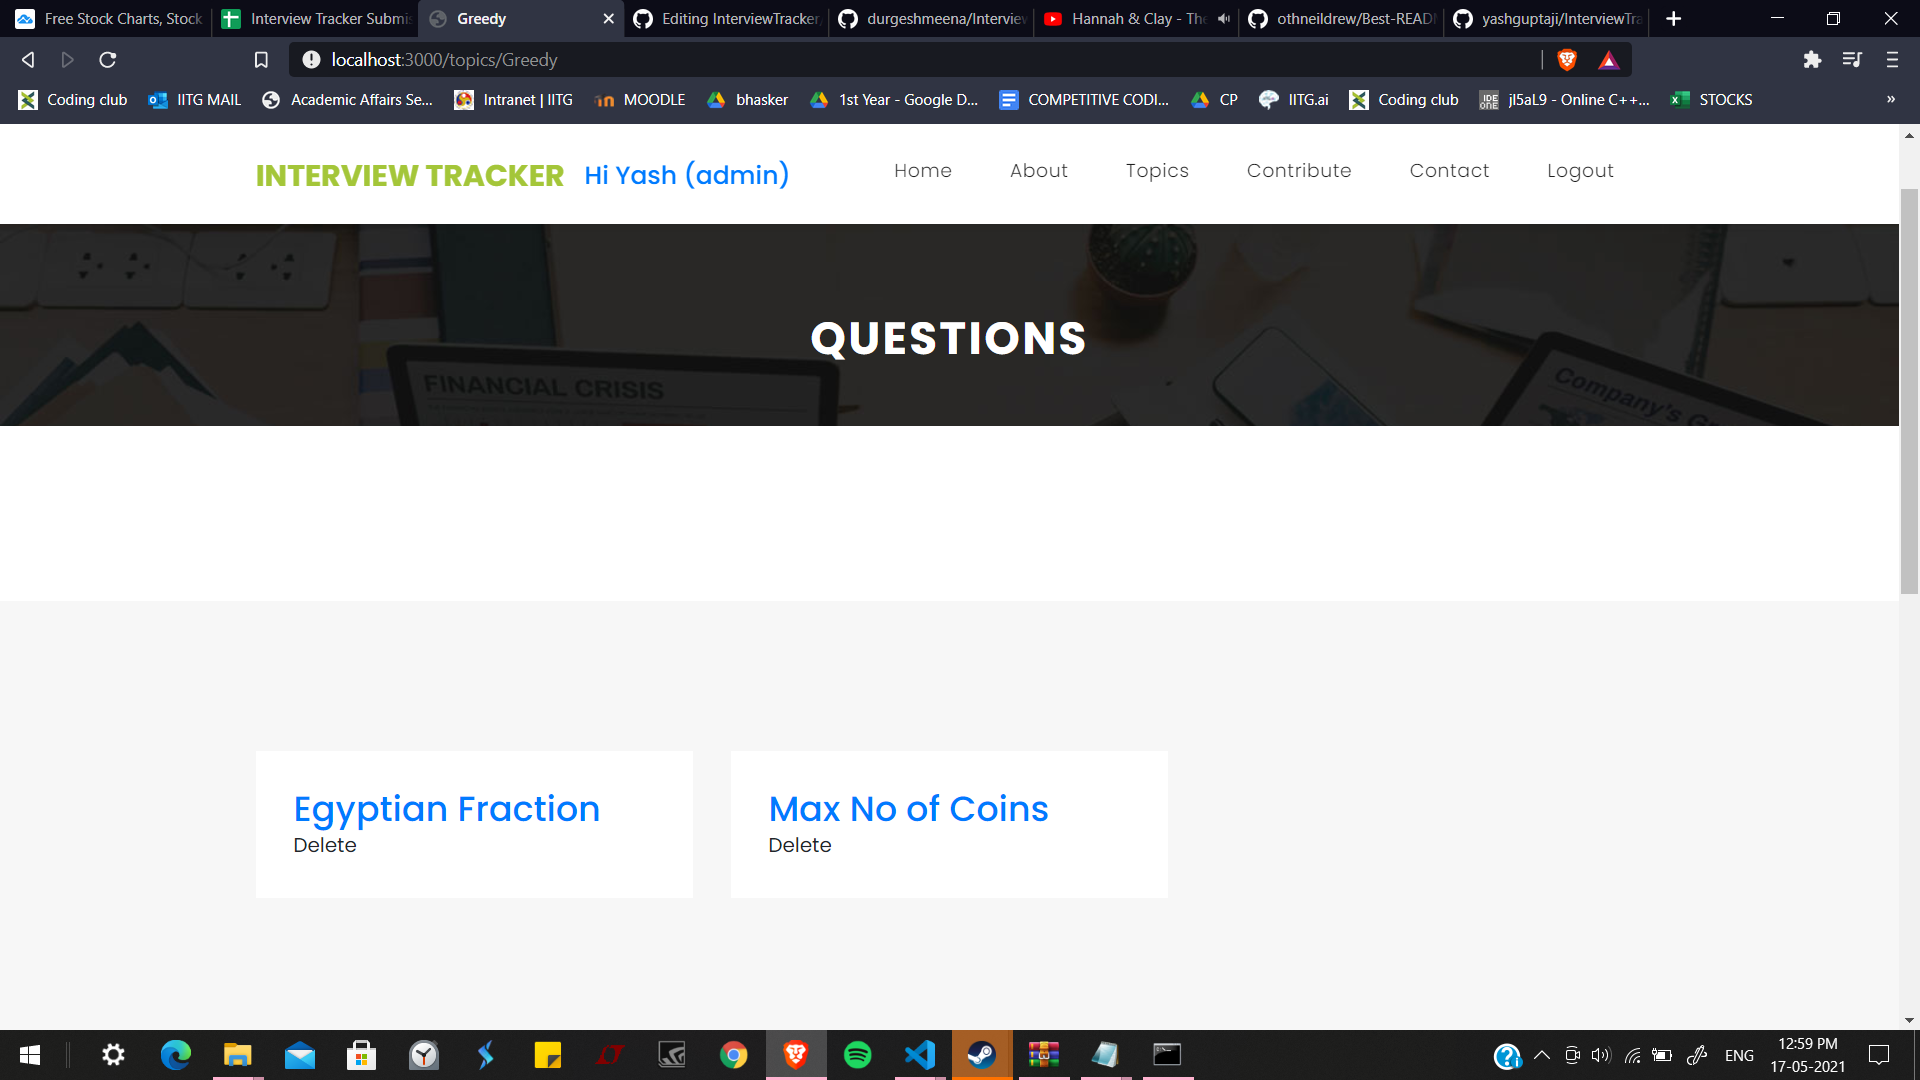 Free Stock Charts, Stock
Interview Tracker Submis
Greedy
Editing InterviewTracker/
durgeshmeena/Interview
Hannah & Clay - The
othneildrew/Best-READ
yashguptaji/InterviewTra
localhost:3000/topics/Greedy
Coding club
IITG MAIL
Academic Affairs Se...
Intranet | IITG
MOODLE
bhasker
1st Year - Google D...
COMPETITIVE CODI...
CP
IITG.ai
Coding club
jl5aL9 - Online C++...
STOCKS
»
INTERVIEW TRACKER
Hi Yash (admin)
Home
About
Topics
Contribute
Contact
Logout
FINANCIAL CRISIS
Company's G
QUESTIONS
Egyptian Fraction
Delete
Max No of Coins
Delete
ENG
12:59 PM
17-05-2021